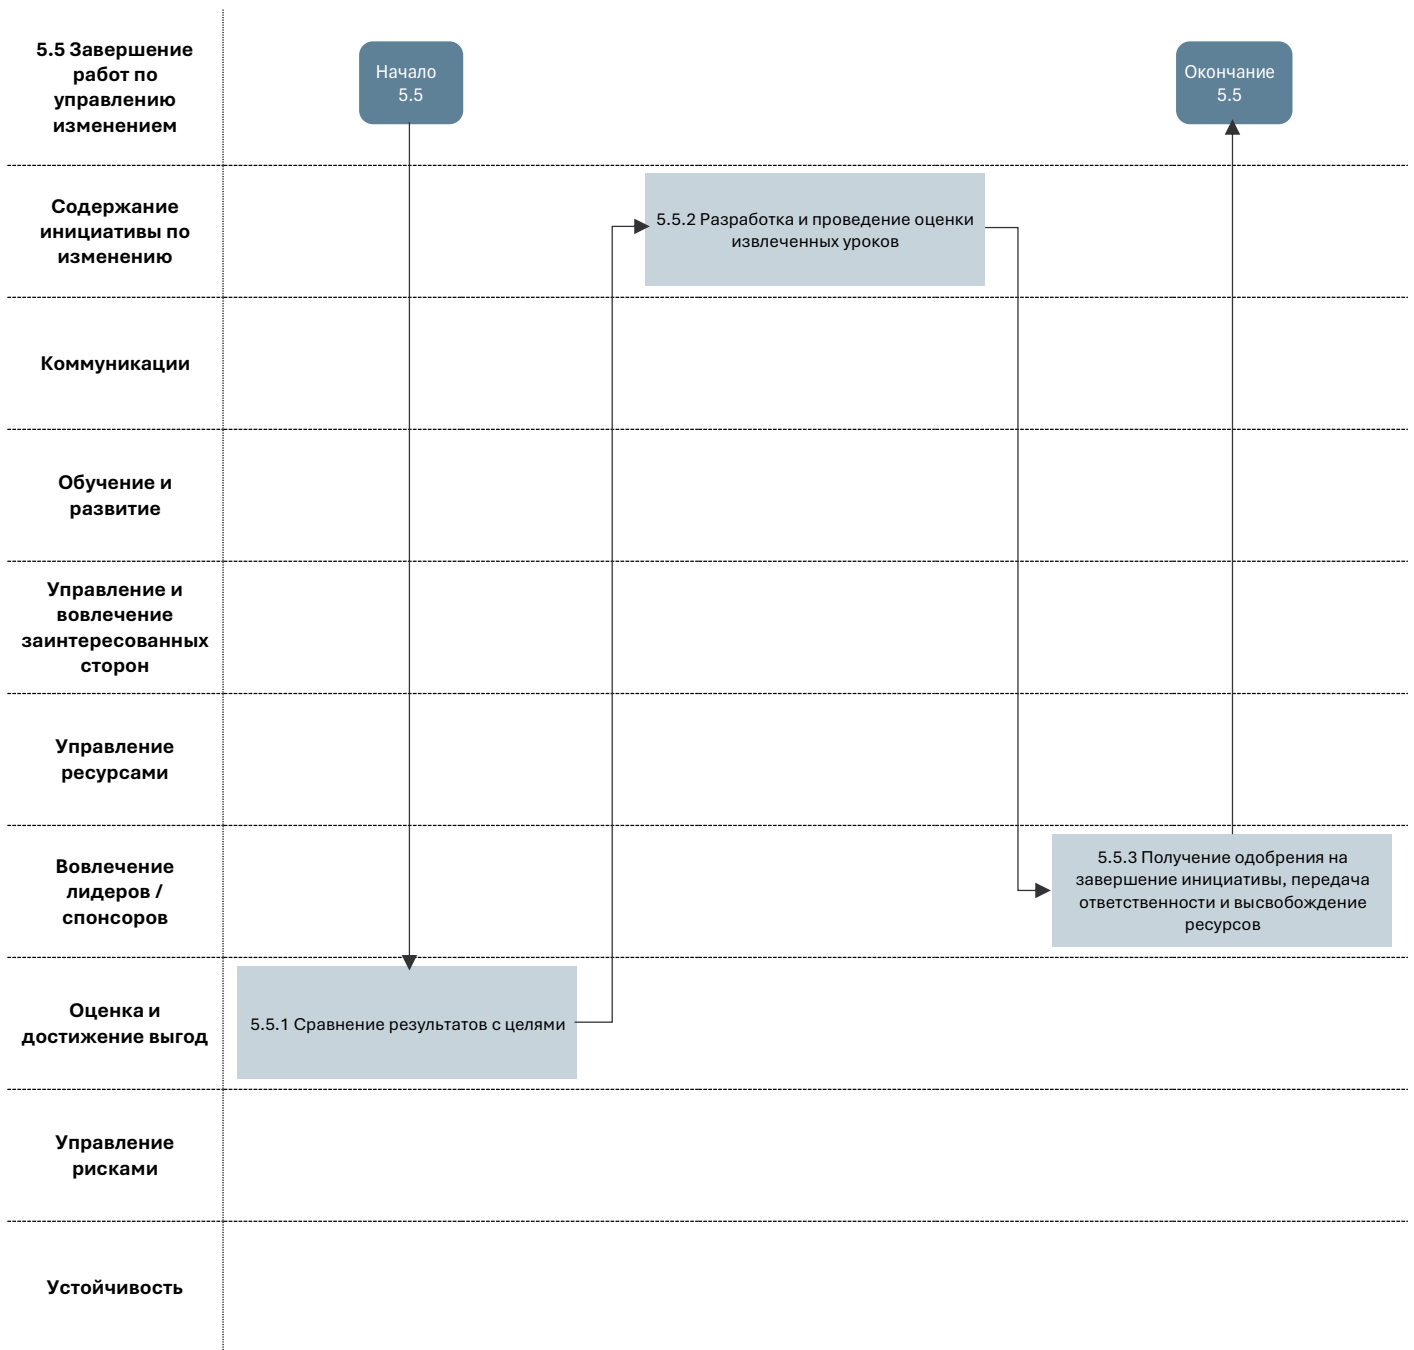 5.5 Завершение
работ по
управлению
изменением
Начало
5.5
Окончание
5.5
Содержание
инициативы по
изменению
5.5.2 Разработка и проведение оценки
извлеченных уроков
Коммуникации
Обучение и
развитие
Управление и
вовлечение
заинтересованных
сторон
Управление
ресурсами
Вовлечение
лидеров /
спонсоров
5.5.3 Получение одобрения на
завершение инициативы, передача
ответственности и высвобождение
ресурсов
Оценка и
достижение выгод
5.5.1 Сравнение результатов с целями
Управление
рисками
Устойчивость